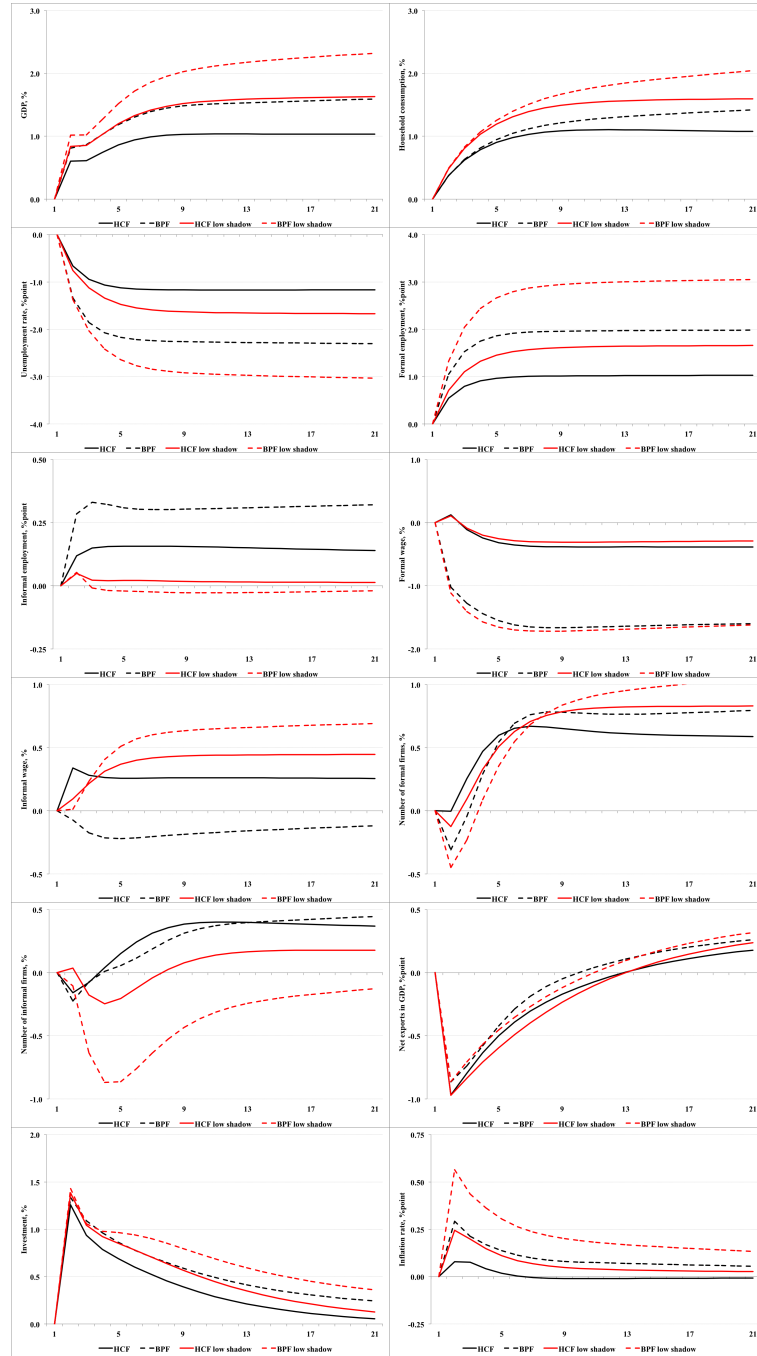 GDP, %
3.0
2.0
1.0
0.0
1 5 9 13 17 21
HCF BPF HCF low shadow BPF low shadow
Household consumption, %
3.0
2.0
1.0
0.0
1 5 9 13 17 21
HCF BPF HCF low shadow BPF low shadow
Unemployment rate, %point
0.0
-1.0
-2.0
-3.0
-4.0
1 5 9 13 17 21
HCF BPF HCF low shadow BPF low shadow
Formal employment, %point
4.0
3.0
2.0
1.0
0.0
1 5 9 13 17 21
HCF BPF HCF low shadow BPF low shadow
Informal employment, %point
0.50
0.25
0.00
-0.25
1 5 9 13 17 21
HCF BPF HCF low shadow BPF low shadow
Formal wage, %
1.0
0.0
-1.0
-2.0
1 5 9 13 17 21
HCF BPF HCF low shadow BPF low shadow
Informal wage, %
1.0
0.5
0.0
-0.5
1 5 9 13 17 21
HCF BPF HCF low shadow BPF low shadow
Number of formal firms, %
1.0
0.5
0.0
-0.5
1 5 9 13 17 21
HCF BPF HCF low shadow BPF low shadow
Number of informal firms, %
0.5
0.0
-0.5
-1.0
1 5 9 13 17 21
HCF BPF HCF low shadow BPF low shadow
Net exports in GDP, %point
0.5
0.0
-0.5
-1.0
1 5 9 13 17 21
HCF BPF HCF low shadow BPF low shadow
Investment, %
2.0
1.5
1.0
0.5
0.0
1 5 9 13 17 21
HCF BPF HCF low shadow BPF low shadow
Inflation rate, %point
0.75
0.50
0.25
0.00
-0.25
1 5 9 13 17 21
HCF BPF HCF low shadow BPF low shadow